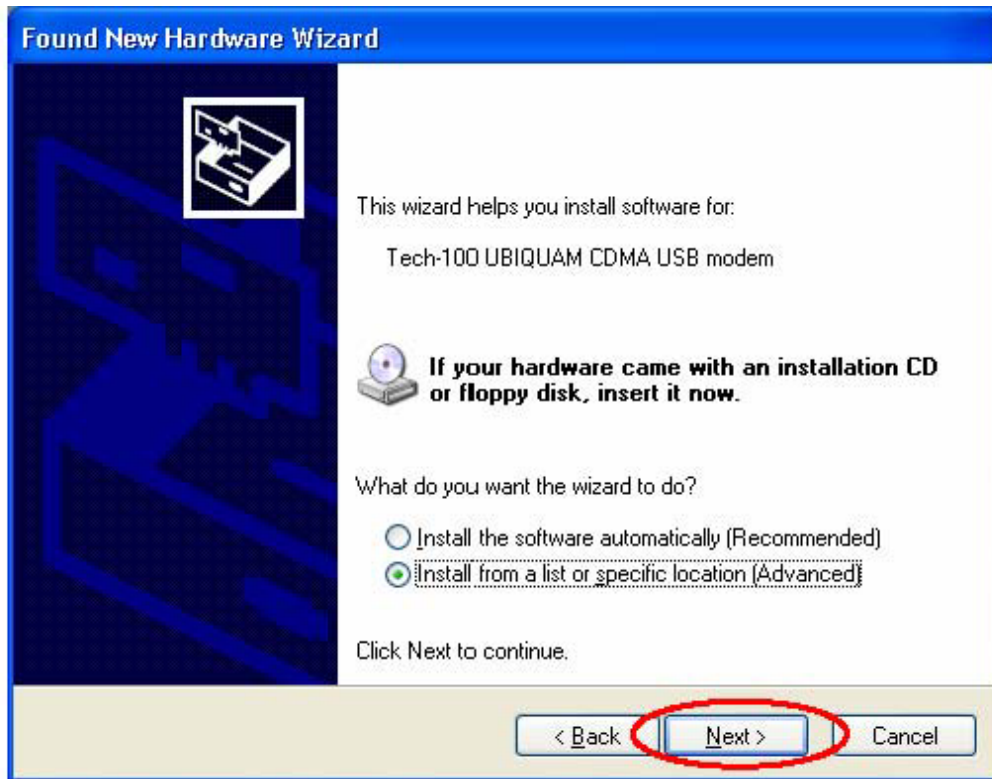 Found New Hardware Wizard
This wizard helps you install software for:
Tech-100 UBIQUAM CDMA USB modem
If your hardware came with an installation CD
or floppy disk, insert it now.
What do you want the wizard to do?
Install the software automatically (Recommended)
Install from a list or specific location (Advanced)
Click Next to continue.
< Back
Next >
Cancel